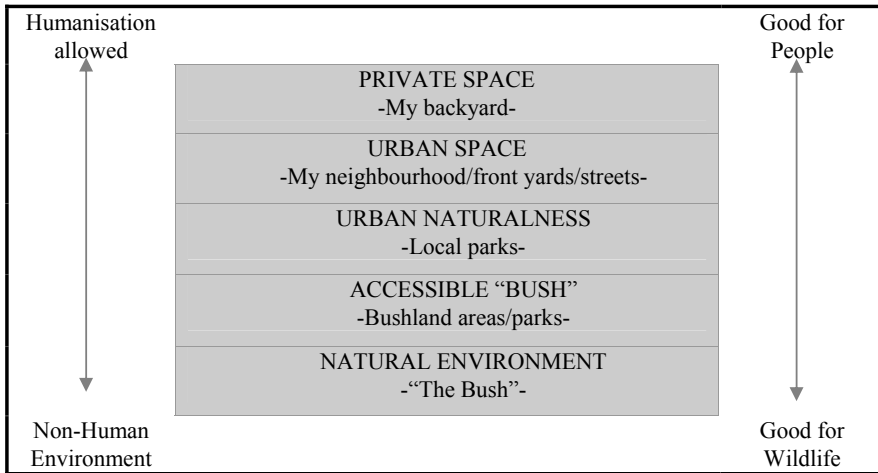 Humanisation
allowed
Good for
People
PRIVATE SPACE
-My backyard-
URBAN SPACE
-My neighbourhood/front yards/streets-
URBAN NATURALNESS
-Local parks-
ACCESSIBLE “BUSH”
-Bushland areas/parks-
NATURAL ENVIRONMENT
-“The Bush”-
Non-Human
Environment
Good for
Wildlife